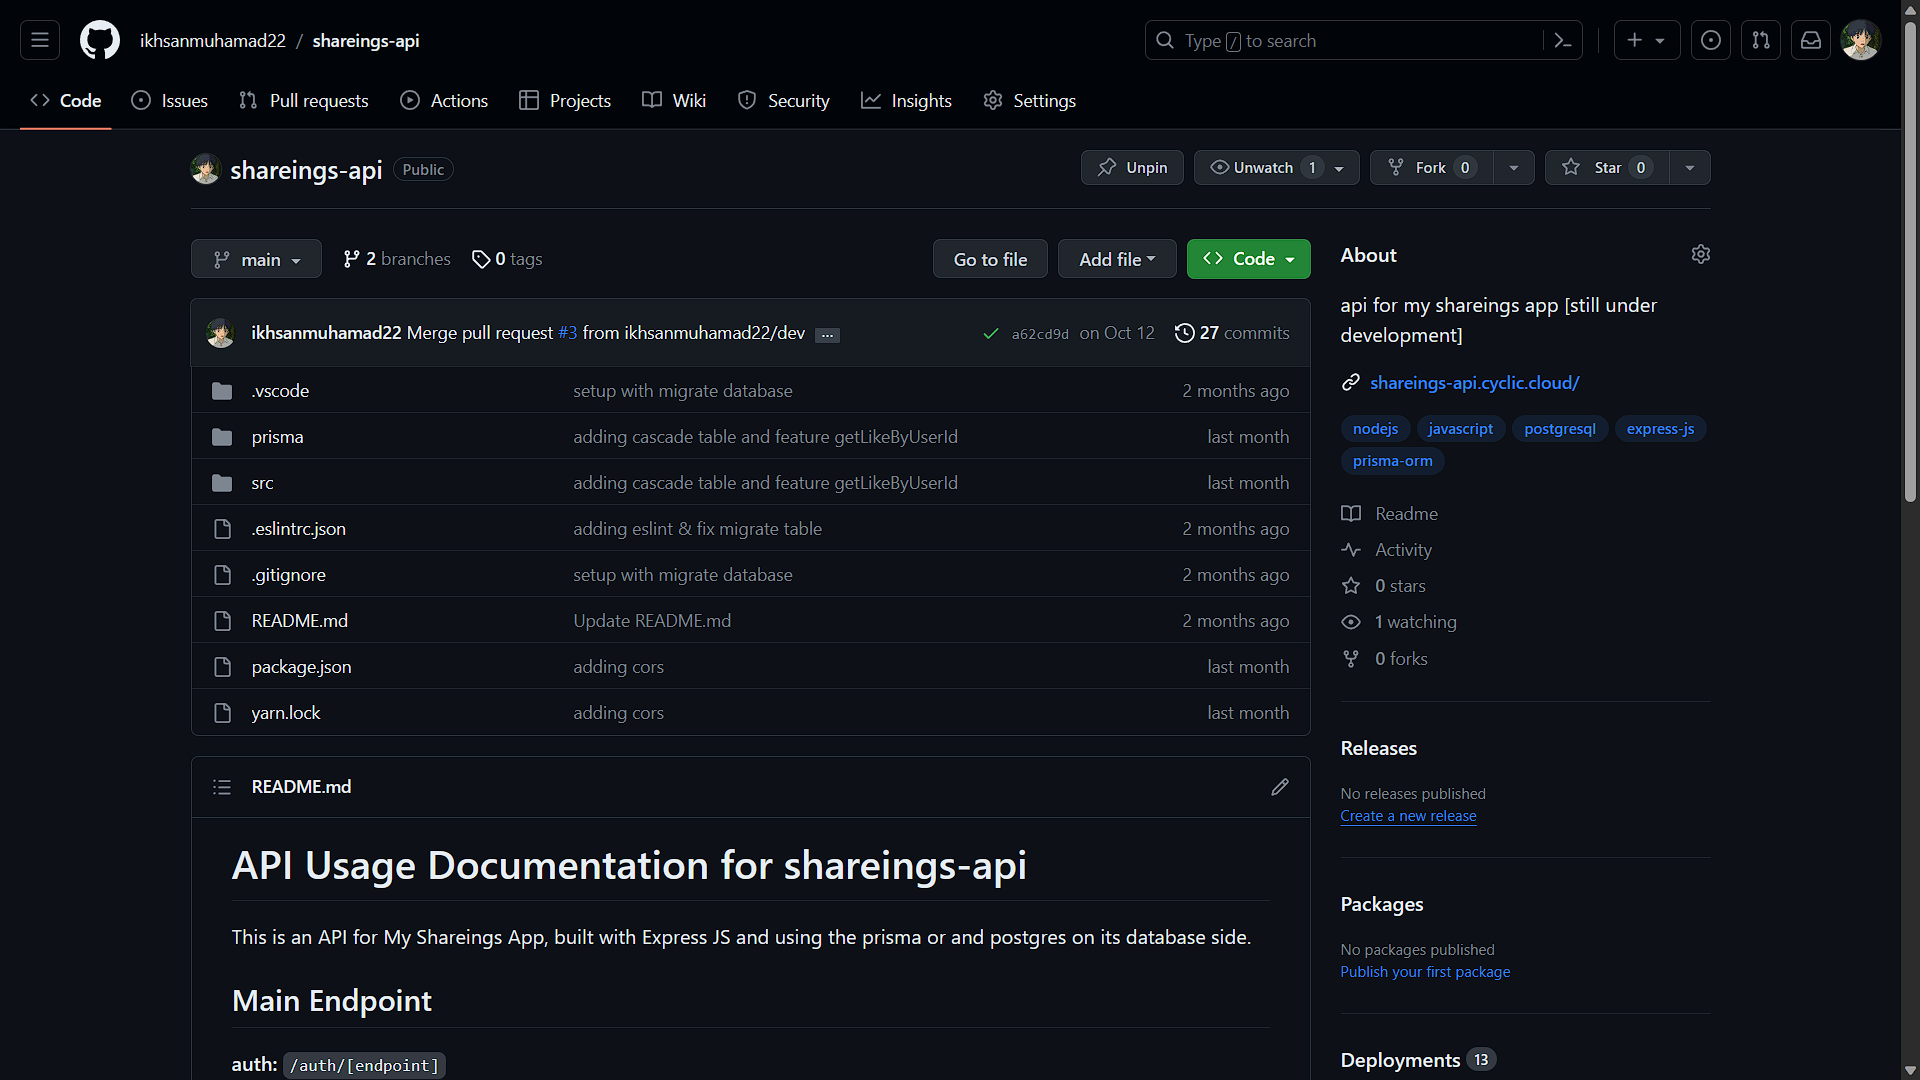 ikhsanmuhamad22 / shareings-api
Type / to search
Code Issues Pull requests Actions Projects Wiki Security Insights Settings
shareings-api Public
Unpin Unwatch 1 Fork 0 Star 0
main 2 branches 0 tags
Go to file Add file Code
ikhsanmuhamad22 Merge pull request #3 from ikhsanmuhamad22/dev ... a62cd9d on Oct 12 27 commits
.vscode setup with migrate database 2 months ago
prisma adding cascade table and feature getLikeByUserId last month
src adding cascade table and feature getLikeByUserId last month
.eslintrc.json adding eslint & fix migrate table 2 months ago
.gitignore setup with migrate database 2 months ago
README.md Update README.md 2 months ago
package.json adding cors last month
yarn.lock adding cors last month
README.md
API Usage Documentation for shareings-api
This is an API for My Shareings App, built with Express JS and using the prisma or and postgres on its database side.
Main Endpoint
auth: /auth/[endpoint]
About
api for my shareings app [still under
development]
shareings-api.cyclic.cloud/
nodejs javascript postgresql express-js
prisma-orm
Readme
Activity
0 stars
1 watching
0 forks
Releases
No releases published
Create a new release
Packages
No packages published
Publish your first package
Deployments 13